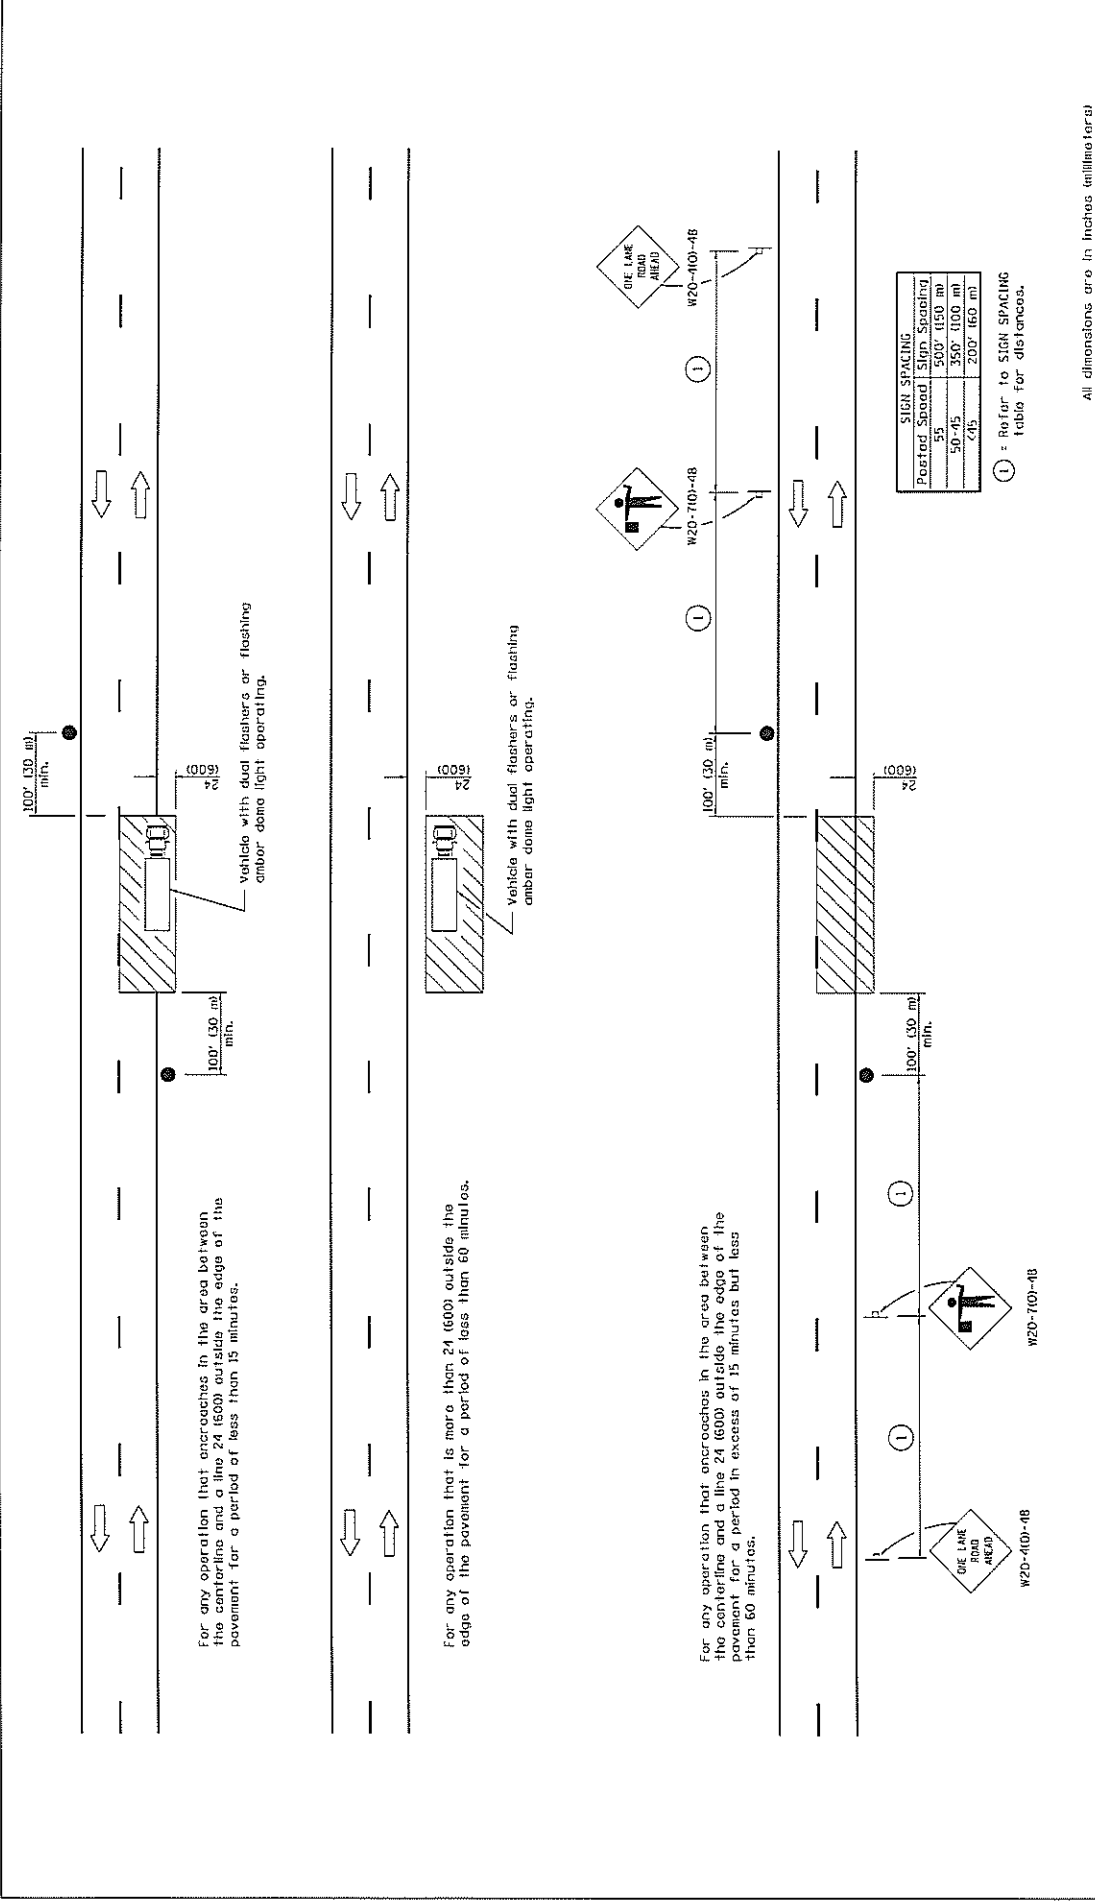 100' (30 m)
min.
24
(600)
Vehicle with dual flashers or flashing
amber dome light operating.
100' (30 m)
min.
For any operation that encroaches in the area between
the centerline and a line 24 (600) outside the edge of the
pavement for a period of less than 15 minutes.
24
(600)
Vehicle with dual flashers or flashing
amber dome light operating.
For any operation that is more than 24 (600) outside the
edge of the pavement for a period of less than 60 minutes.
For any operation that encroaches in the area between
the centerline and a line 24 (600) outside the edge of the
pavement for a period in excess of 15 minutes but less
than 60 minutes.
100' (30 m)
min.
1
W20-7(O)-48
1
ONE LANE
ROAD
AHEAD
W20-4(O)-48
24
(600)
ONE LANE
ROAD
AHEAD
W20-4(O)-48
1
W20-7(O)-48
1
100' (30 m)
min.
SIGN SPACING
Posted Speed Sign Spacing
55 500' (150 m)
50-45 350' (100 m)
<45 200' (60 m)
1 = Refer to SIGN SPACING
table for distances.
All dimensions are in inches (millimeters)